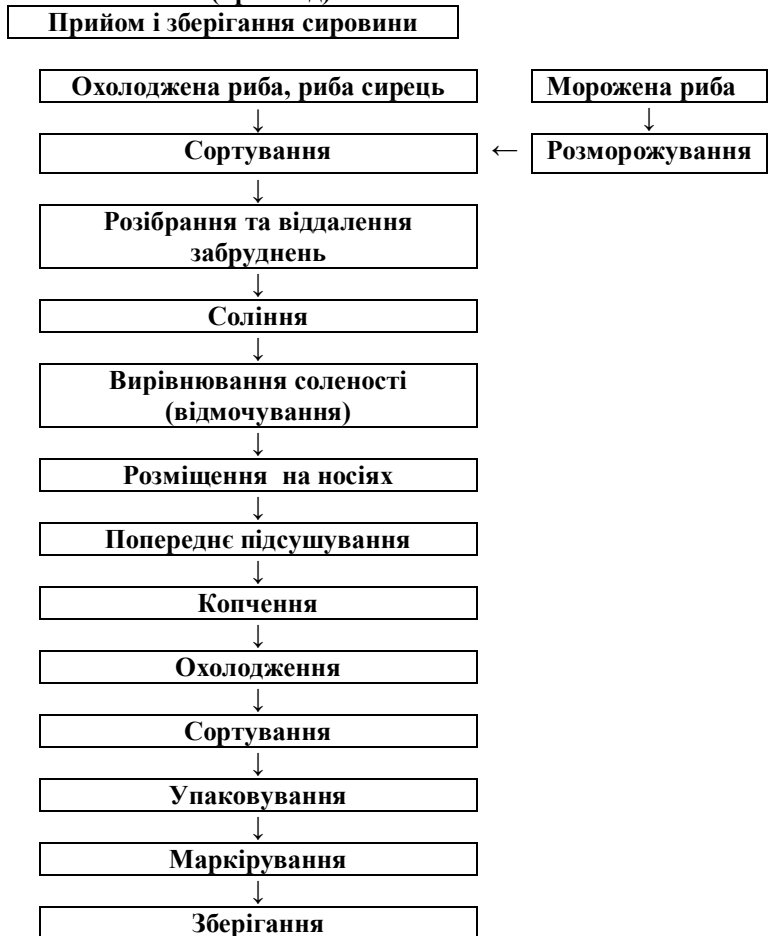 Прийом і зберігання сировини
Охолоджена риба, риба сирець
Морожена риба
↓
↓
Сортування
←
Розморожування
↓
Розібрання та віддалення
забруднень
↓
Соління
↓
Вирівнювання солености
(відмочування)
↓
Розміщення на носіях
↓
Попереднє підсушування
↓
Копчення
↓
Охолодження
↓
Сортування
↓
Упаковування
↓
Маркірування
↓
Зберігання